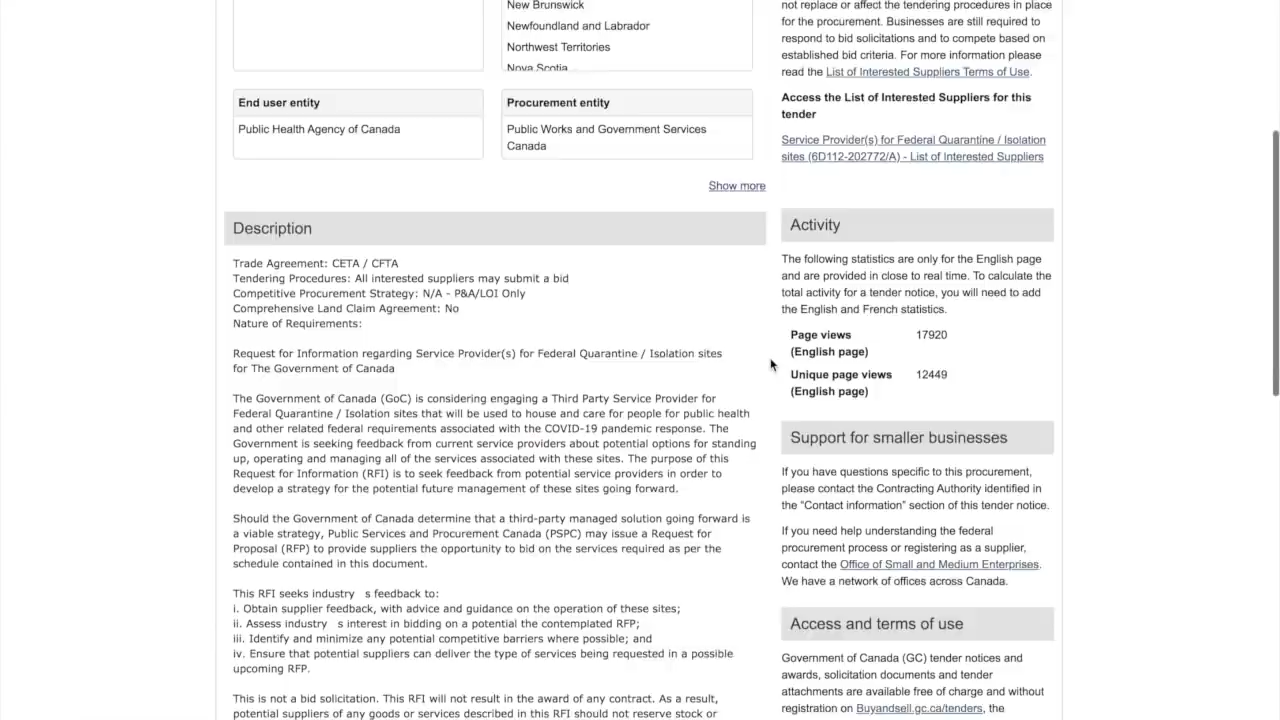 New Brunswick
Newfoundland and Labrador
Northwest Territories
Nova Scotia
End user entity
Public Health Agency of Canada
Procurement entity
Public Works and Government Services
Canada
Show more
Description
Trade Agreement: CETA / CFTA
Tendering Procedures: All interested suppliers may submit a bid
Competitive Procurement Strategy: N/A - P&A/LOI Only
Comprehensive Land Claim Agreement: No
Nature of Requirements:
Request for Information regarding Service Provider(s) for Federal Quarantine / Isolation sites
for The Government of Canada
The Government of Canada (GoC) is considering engaging a Third Party Service Provider for
Federal Quarantine / Isolation sites that will be used to house and care for people for public health
and other related federal requirements associated with the COVID-19 pandemic response. The
Government is seeking feedback from current service providers about potential options for standing
up, operating and managing all of the services associated with these sites. The purpose of this
Request for Information (RFI) is to seek feedback from potential service providers in order to
develop a strategy for the potential future management of these sites going forward.
Should the Government of Canada determine that a third-party managed solution going forward is
a viable strategy, Public Services and Procurement Canada (PSPC) may issue a Request for
Proposal (RFP) to provide suppliers the opportunity to bid on the services required as per the
schedule contained in this document.
This RFI seeks industry s feedback to:
i. Obtain supplier feedback, with advice and guidance on the operation of these sites;
ii. Assess industry s interest in bidding on a potential the contemplated RFP;
iii. Identify and minimize any potential competitive barriers where possible; and
iv. Ensure that potential suppliers can deliver the type of services being requested in a possible
upcoming RFP.
This is not a bid solicitation. This RFI will not result in the award of any contract. As a result,
potential suppliers of any goods or services described in this RFI should not reserve stock or
not replace or affect the tendering procedures in place
for the procurement. Businesses are still required to
respond to bid solicitations and to compete based on
established bid criteria. For more information please
read the List of Interested Suppliers Terms of Use.
Access the List of Interested Suppliers for this
tender
Service Provider(s) for Federal Quarantine / Isolation
sites (6D112-202772/A) - List of Interested Suppliers
Activity
The following statistics are only for the English page
and are provided in close to real time. To calculate the
total activity for a tender notice, you will need to add
the English and French statistics.
Page views 17920
(English page)
Unique page views 12449
(English page)
Support for smaller businesses
If you have questions specific to this procurement,
please contact the Contracting Authority identified in
the “Contact information” section of this tender notice.
If you need help understanding the federal
procurement process or registering as a supplier,
contact the Office of Small and Medium Enterprises.
We have a network of offices across Canada.
Access and terms of use
Government of Canada (GC) tender notices and
awards, solicitation documents and tender
attachments are available free of charge and without
registration on Buyandsell.gc.ca/tenders, the